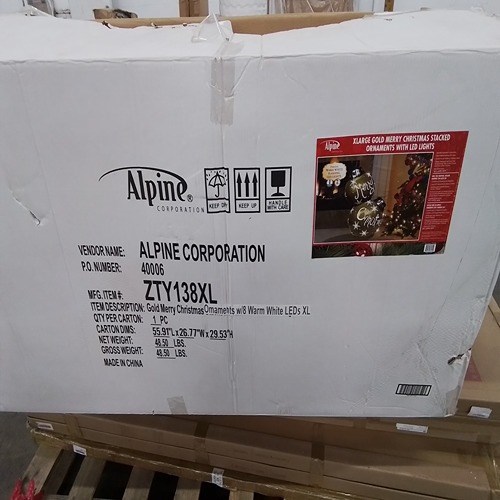 Alpine®
CORPORATION
KEEP DRY
KEEP UP
HANDLE WITH CARE
Alpine
XLARGE GOLD MERRY CHRISTMAS STACKED
ORNAMENTS WITH LED LIGHTS
VENDOR NAME: ALPINE CORPORATION
P.O. NUMBER: 40006
MFG. ITEM #: ZTY138XL
ITEM DESCRIPTION: Gold Merry Christmas Ornaments w/8 Warm White LEDs XL
QTY PER CARTON: 1 PC
CARTON DIMS: 55.91"L x 26.77"W x 29.53"H
NET WEIGHT: 48.50 LBS.
GROSS WEIGHT: 48.50 LBS.
MADE IN CHINA